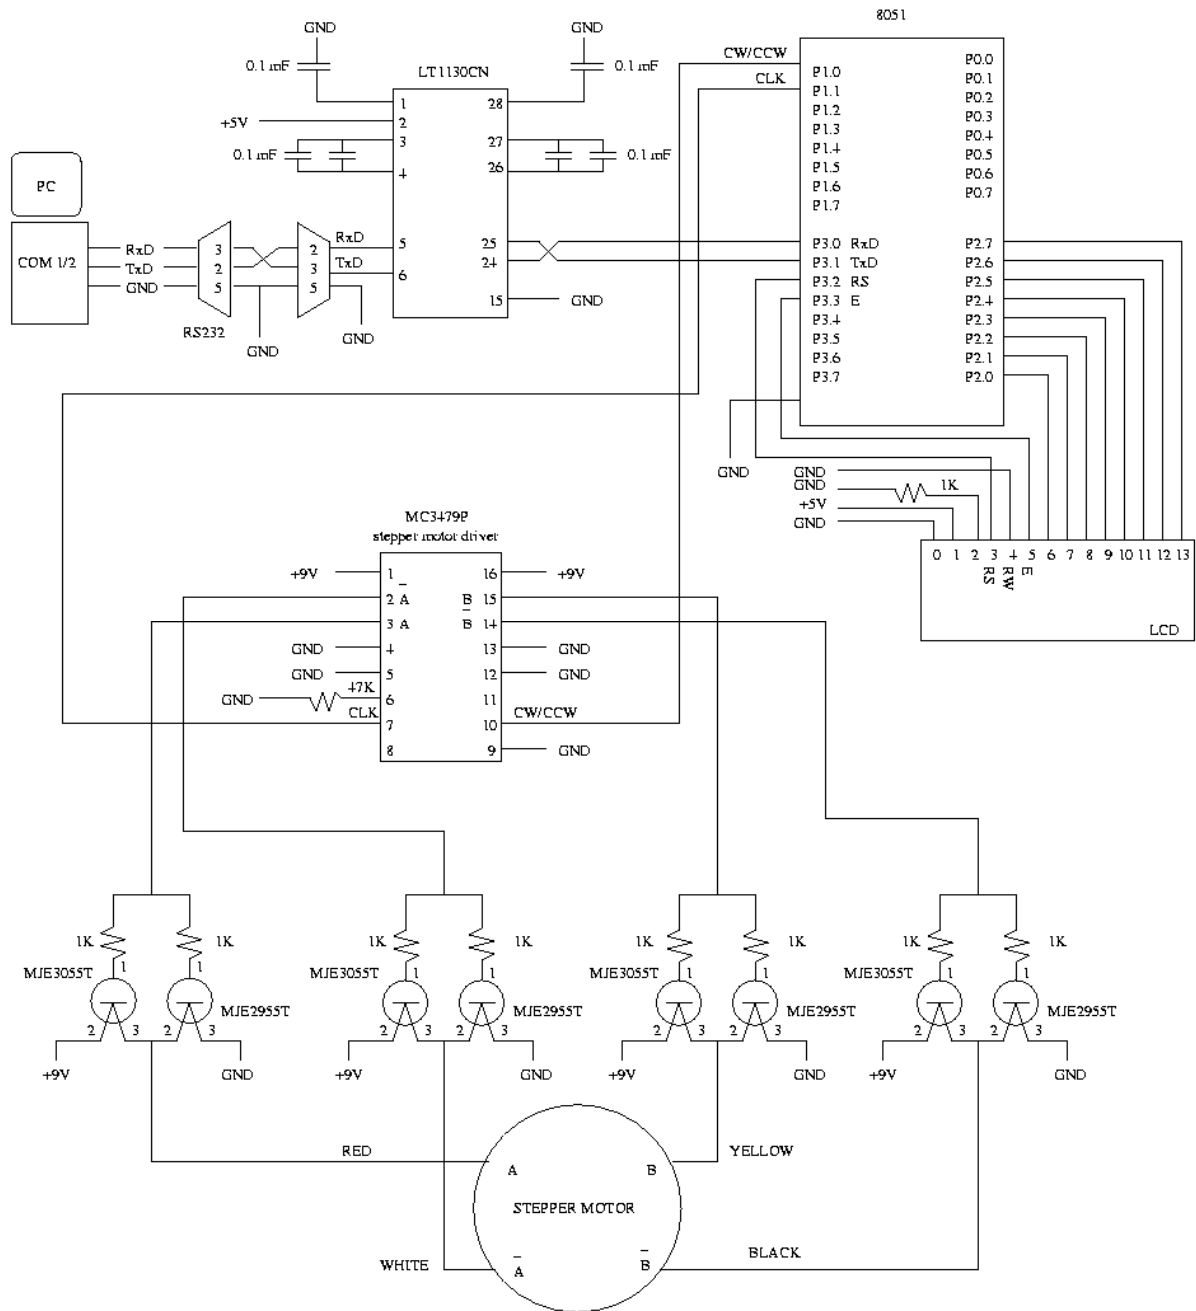 8051
GND
GND
CW/CCW
P0.0
0.1 mF
LT1130CN
0.1 mF
P1.0
CLK
P0.1
P1.1
P0.2
1
28
P1.2
P0.3
+5V
2
P1.3
P0.4
3
27
P1.4
P0.5
0.1 mF
0.1 mF
P1.5
4
26
P0.6
PC
P1.6
P0.7
P1.7
RxD
RxD
3
2
5
25
P3.0 RxD
P2.7
COM 1/2
TxD
2
3
TxD
6
24
P3.1 TxD
P2.6
GND
5
5
P3.2 RS
P2.5
15
GND
P3.3 E
P2.4
RS232
GND
GND
P3.4
P2.3
P3.5
P2.2
P3.6
P2.1
P3.7
P2.0
GND
GND
GND
1K
+5V
GND
MC3479P
stepper motor driver
0 1 2 3 4 5 6 7 8 9 10 11 12 13
RS RW E
LCD
+9V
1
16
+9V
2 A
B 15
3 A
B 14
GND
4
13
GND
GND
5
12
GND
GND
47K
6
11
CLK
7
10
CW/CCW
8
9
GND
1K
1K
1K
1K
1K
1K
1K
1K
MJE3055T
1
1
MJE3055T
1
1
MJE3055T
1
1
MJE3055T
1
1
MJE2955T
MJE2955T
MJE2955T
MJE2955T
2 3 2 3
2 3 2 3
2 3 2 3
2 3 2 3
+9V
GND
+9V
GND
+9V
GND
+9V
GND
RED
YELLOW
A
B
STEPPER MOTOR
WHITE
BLACK
A
B